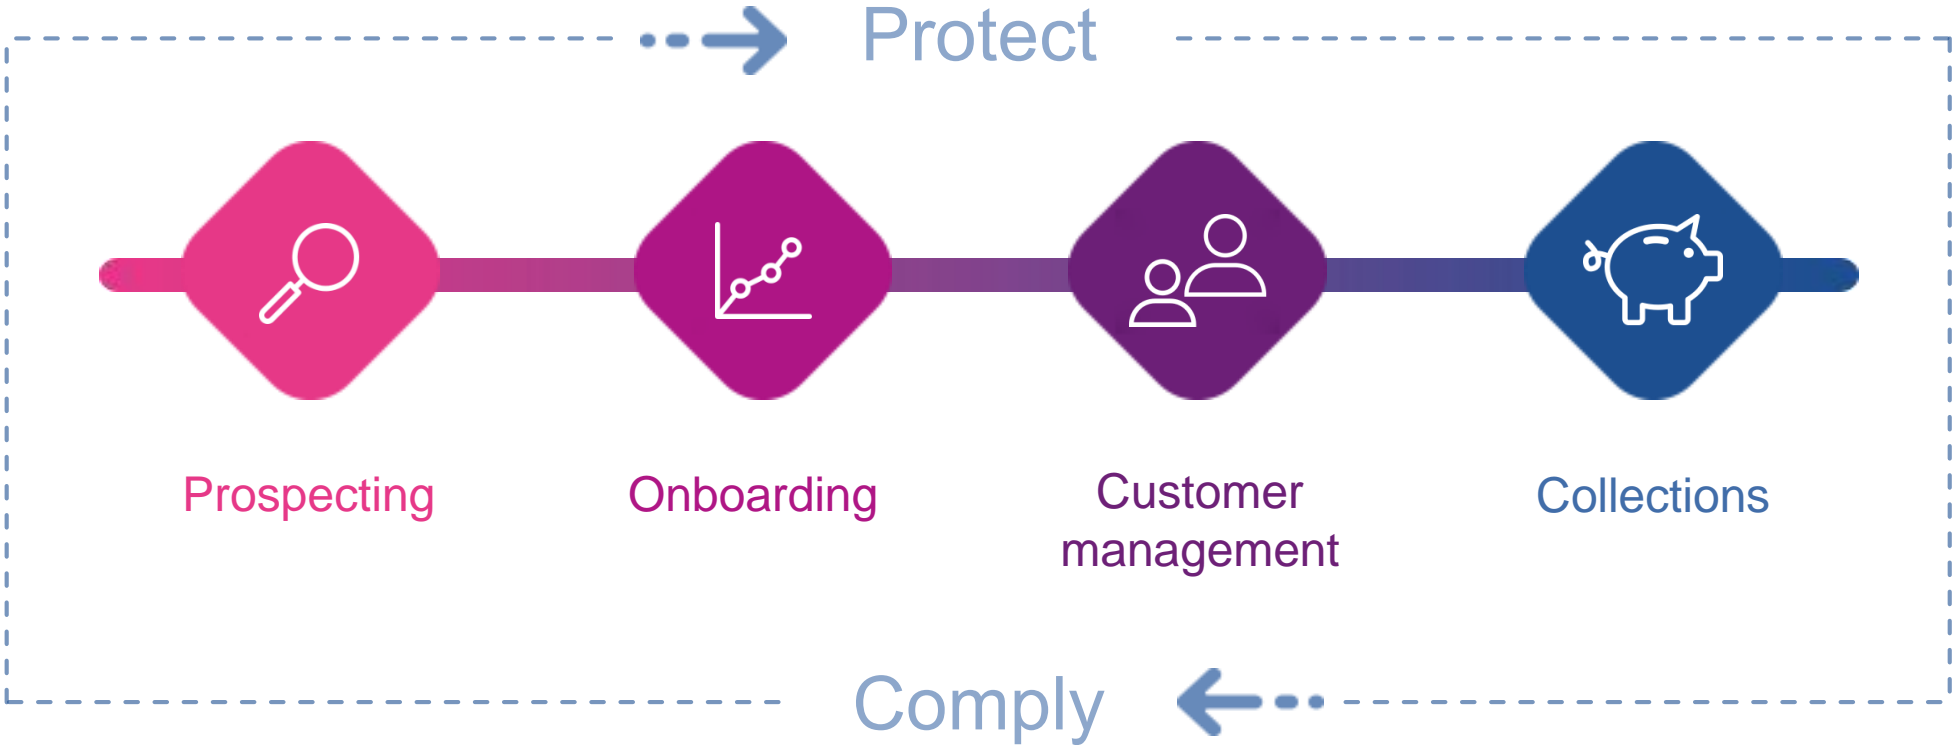 Protect
Prospecting
Onboarding
Customer
management
Collections
Comply